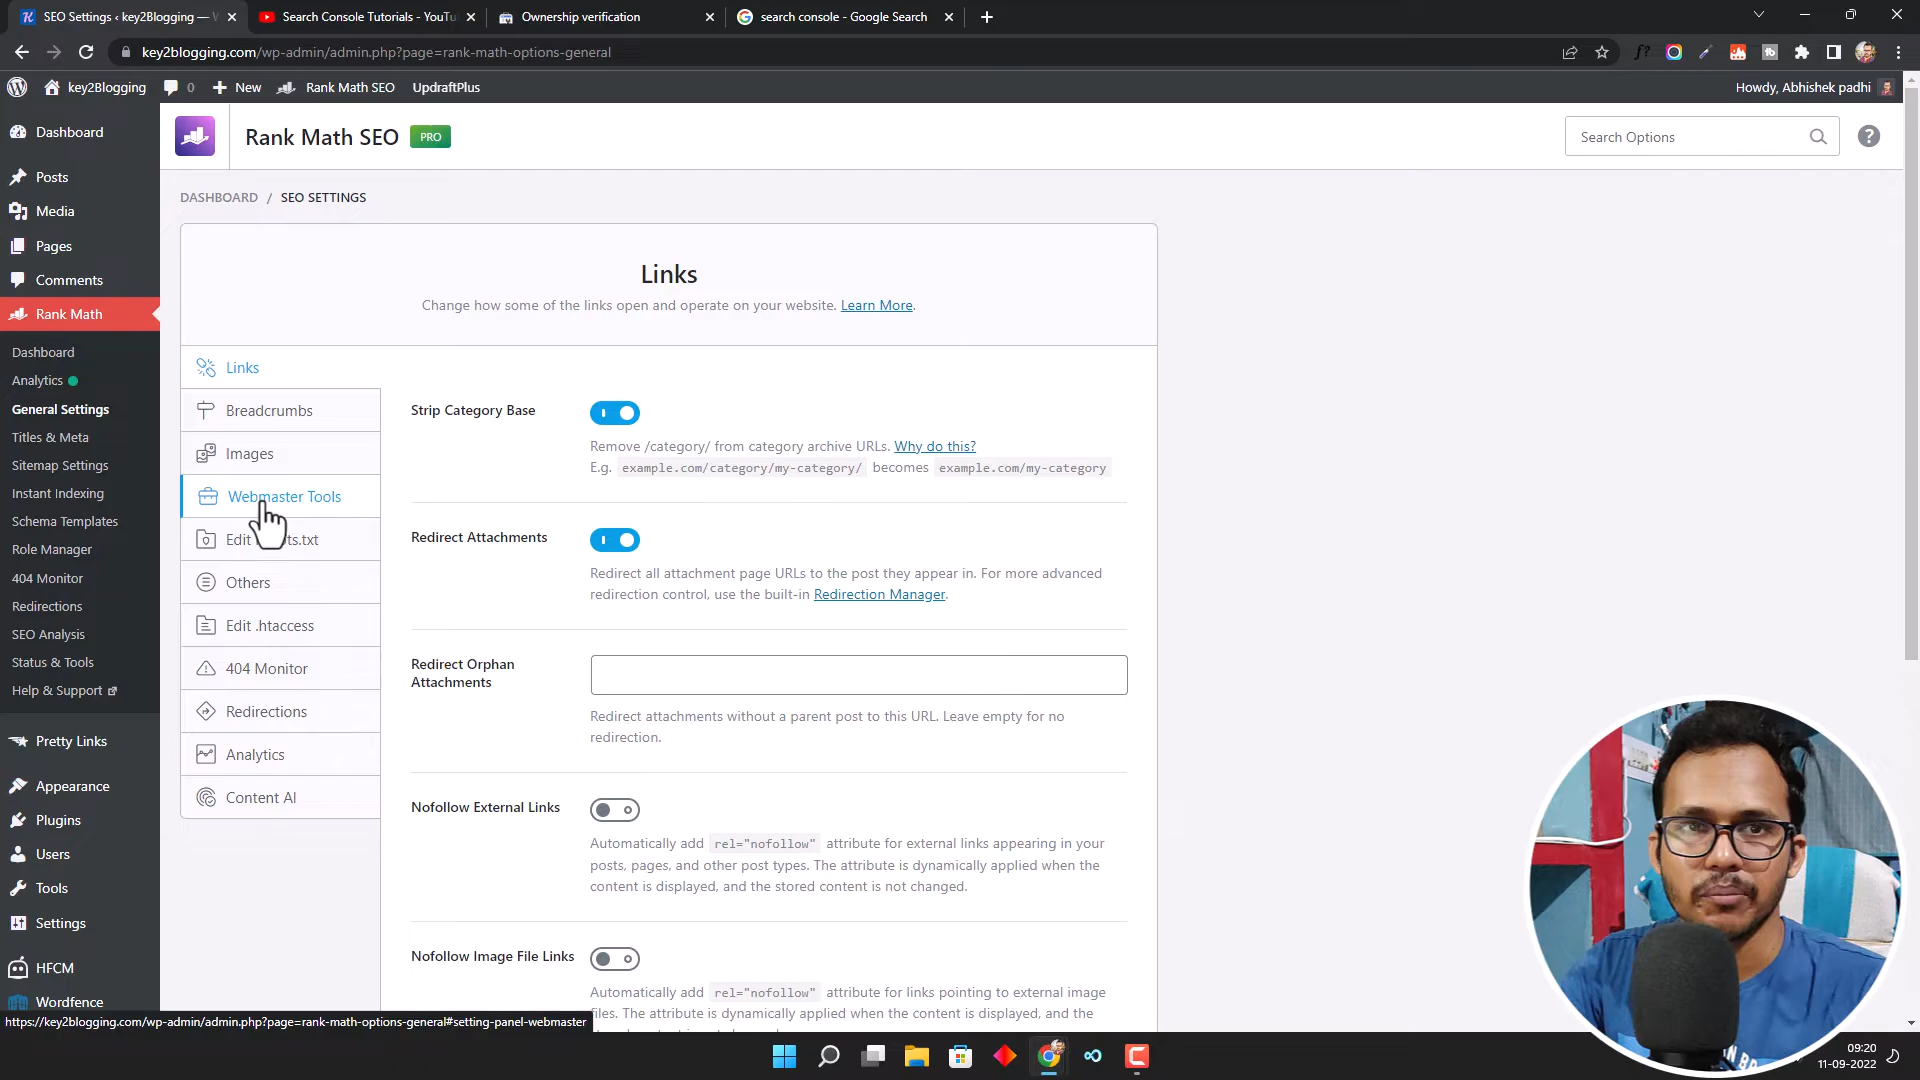 SEO Settings ‹ key2Blogging — W
Search Console Tutorials - YouTu
Ownership verification
search console - Google Search
key2blogging.com/wp-admin/admin.php?page=rank-math-options-general
key2Blogging
0
New
Rank Math SEO
UpdraftPlus
Howdy, Abhishek padhi
Dashboard
Posts
Media
Pages
Comments
Rank Math
Dashboard
Analytics
General Settings
Titles & Meta
Sitemap Settings
Instant Indexing
Schema Templates
Role Manager
404 Monitor
Redirections
SEO Analysis
Status & Tools
Help & Support
Pretty Links
Appearance
Plugins
Users
Tools
Settings
HFCM
Wordfence
Rank Math SEO
PRO
Search Options
DASHBOARD / SEO SETTINGS
Links
Change how some of the links open and operate on your website. Learn More.
Links
Breadcrumbs
Images
Webmaster Tools
Edit ts.txt
Others
Edit .htaccess
404 Monitor
Redirections
Analytics
Content AI
Strip Category Base
Remove /category/ from category archive URLs. Why do this?
E.g. example.com/category/my-category/ becomes example.com/my-category
Redirect Attachments
Redirect all attachment page URLs to the post they appear in. For more advanced
redirection control, use the built-in Redirection Manager.
Redirect Orphan
Attachments
Redirect attachments without a parent post to this URL. Leave empty for no
redirection.
Nofollow External Links
Automatically add rel="nofollow" attribute for external links appearing in your
posts, pages, and other post types. The attribute is dynamically applied when the
content is displayed, and the stored content is not changed.
Nofollow Image File Links
Automatically add rel="nofollow" attribute for links pointing to external image
files. The attribute is dynamically applied when the content is displayed, and the
https://key2blogging.com/wp-admin/admin.php?page=rank-math-options-general#setting-panel-webmaster
09:20
11-09-2022